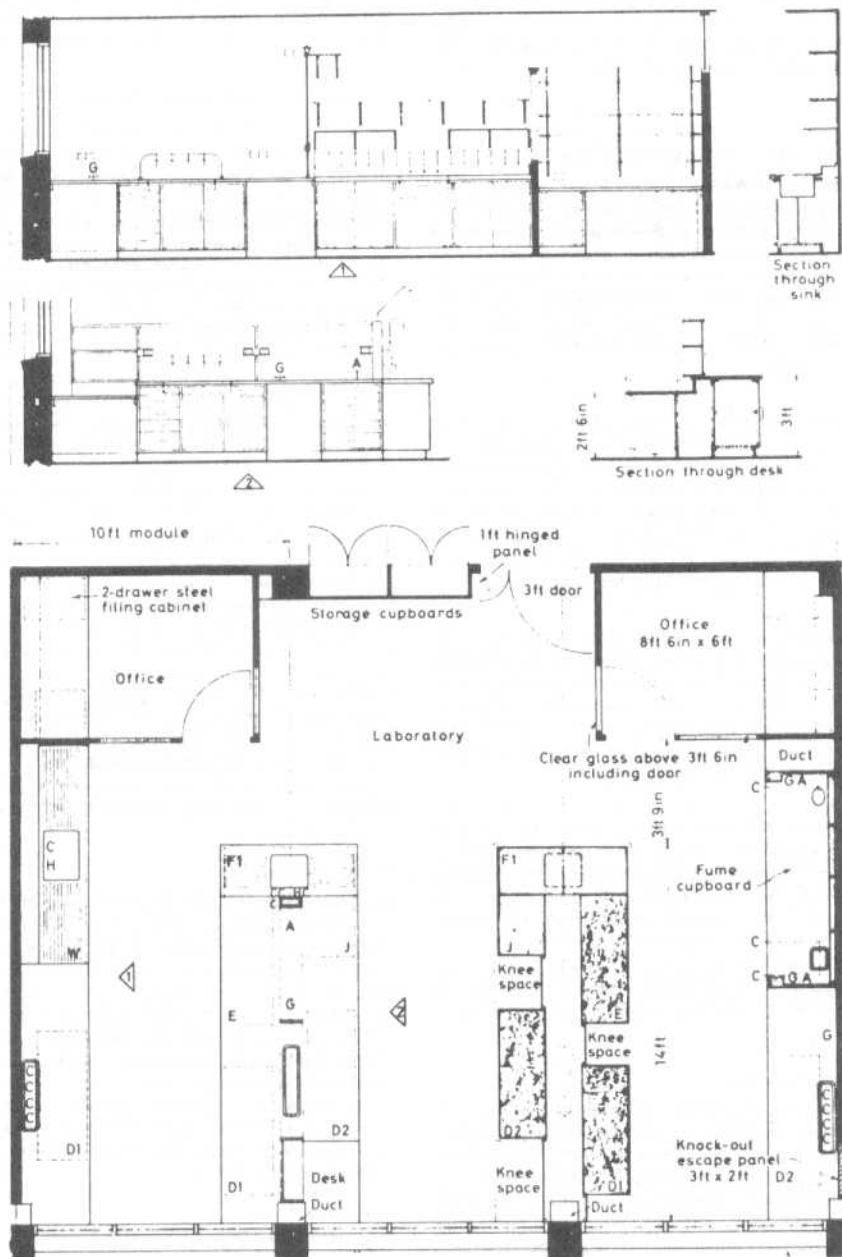 G
1
Section
through
sink
G
A
2
2ft 6in
3ft
Section through desk
10ft module
1ft hinged
panel
2-drawer steel
filing cabinet
Storage cupboards
3ft door
Office
8ft 6in x 6ft
Office
Laboratory
Clear glass above 3ft 6in
including door
Duct
C
G A
3ft 9in
C
H
F1
C H
C
A
J
F1
J
Fume
cupboard
W
1
Knee
space
C
C
G A
G
2
E
E
Knee
space
14ft
G
C
C
C
C
C
C
C
C
D1
D2
D2
Knock-out
escape panel
3ft x 2ft
D1
Desk
Knee
space
D1
D2
Duct
Duct